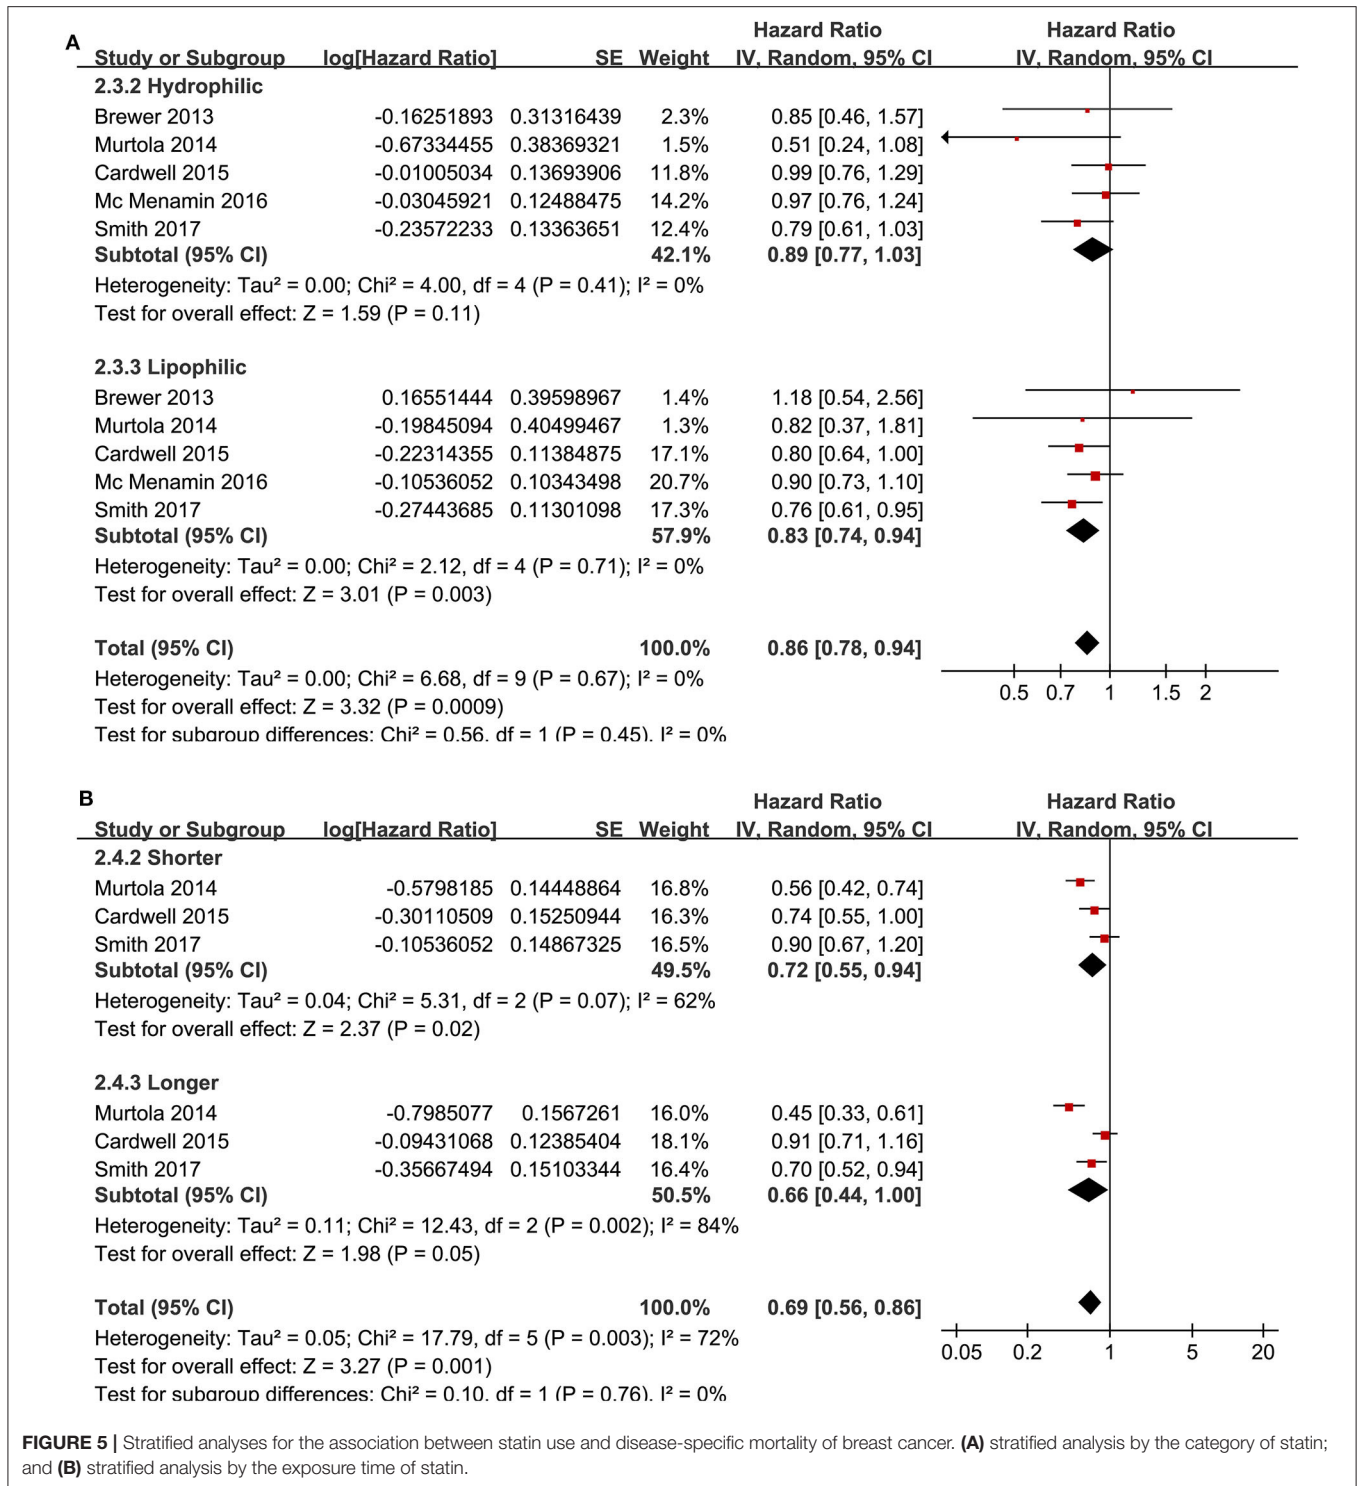 A
Hazard Ratio Hazard Ratio
Study or Subgroup log[Hazard Ratio] SE Weight IV, Random, 95% CI IV, Random, 95% CI
2.3.2 Hydrophilic
Brewer 2013 -0.16251893 0.31316439 2.3% 0.85 [0.46, 1.57]
Murtola 2014 -0.67334455 0.38369321 1.5% 0.51 [0.24, 1.08]
Cardwell 2015 -0.01005034 0.13693906 11.8% 0.99 [0.76, 1.29]
Mc Menamin 2016 -0.03045921 0.12488475 14.2% 0.97 [0.76, 1.24]
Smith 2017 -0.23572233 0.13363651 12.4% 0.79 [0.61, 1.03]
Subtotal (95% CI) 42.1% 0.89 [0.77, 1.03]
Heterogeneity: Tau² = 0.00; Chi² = 4.00, df = 4 (P = 0.41); I² = 0%
Test for overall effect: Z = 1.59 (P = 0.11)
2.3.3 Lipophilic
Brewer 2013 0.16551444 0.39598967 1.4% 1.18 [0.54, 2.56]
Murtola 2014 -0.19845094 0.40499467 1.3% 0.82 [0.37, 1.81]
Cardwell 2015 -0.22314355 0.11384875 17.1% 0.80 [0.64, 1.00]
Mc Menamin 2016 -0.10536052 0.10343498 20.7% 0.90 [0.73, 1.10]
Smith 2017 -0.27443685 0.11301098 17.3% 0.76 [0.61, 0.95]
Subtotal (95% CI) 57.9% 0.83 [0.74, 0.94]
Heterogeneity: Tau² = 0.00; Chi² = 2.12, df = 4 (P = 0.71); I² = 0%
Test for overall effect: Z = 3.01 (P = 0.003)
Total (95% CI) 100.0% 0.86 [0.78, 0.94]
Heterogeneity: Tau² = 0.00; Chi² = 6.68, df = 9 (P = 0.67); I² = 0%
0.5 0.7 1 1.5 2
Test for overall effect: Z = 3.32 (P = 0.0009)
Test for subgroup differences: Chi² = 0.56, df = 1 (P = 0.45), I² = 0%
B
Hazard Ratio Hazard Ratio
Study or Subgroup log[Hazard Ratio] SE Weight IV, Random, 95% CI IV, Random, 95% CI
2.4.2 Shorter
Murtola 2014 -0.5798185 0.14448864 16.8% 0.56 [0.42, 0.74]
Cardwell 2015 -0.30110509 0.15250944 16.3% 0.74 [0.55, 1.00]
Smith 2017 -0.10536052 0.14867325 16.5% 0.90 [0.67, 1.20]
Subtotal (95% CI) 49.5% 0.72 [0.55, 0.94]
Heterogeneity: Tau² = 0.04; Chi² = 5.31, df = 2 (P = 0.07); I² = 62%
Test for overall effect: Z = 2.37 (P = 0.02)
2.4.3 Longer
Murtola 2014 -0.7985077 0.1567261 16.0% 0.45 [0.33, 0.61]
Cardwell 2015 -0.09431068 0.12385404 18.1% 0.91 [0.71, 1.16]
Smith 2017 -0.35667494 0.15103344 16.4% 0.70 [0.52, 0.94]
Subtotal (95% CI) 50.5% 0.66 [0.44, 1.00]
Heterogeneity: Tau² = 0.11; Chi² = 12.43, df = 2 (P = 0.002); I² = 84%
Test for overall effect: Z = 1.98 (P = 0.05)
Total (95% CI) 100.0% 0.69 [0.56, 0.86]
Heterogeneity: Tau² = 0.05; Chi² = 17.79, df = 5 (P = 0.003); I² = 72%
0.05 0.2 1 5 20
Test for overall effect: Z = 3.27 (P = 0.001)
Test for subgroup differences: Chi² = 0.10, df = 1 (P = 0.76), I² = 0%
FIGURE 5 | Stratified analyses for the association between statin use and disease-specific mortality of breast cancer. (A) stratified analysis by the category of statin;
and (B) stratified analysis by the exposure time of statin.